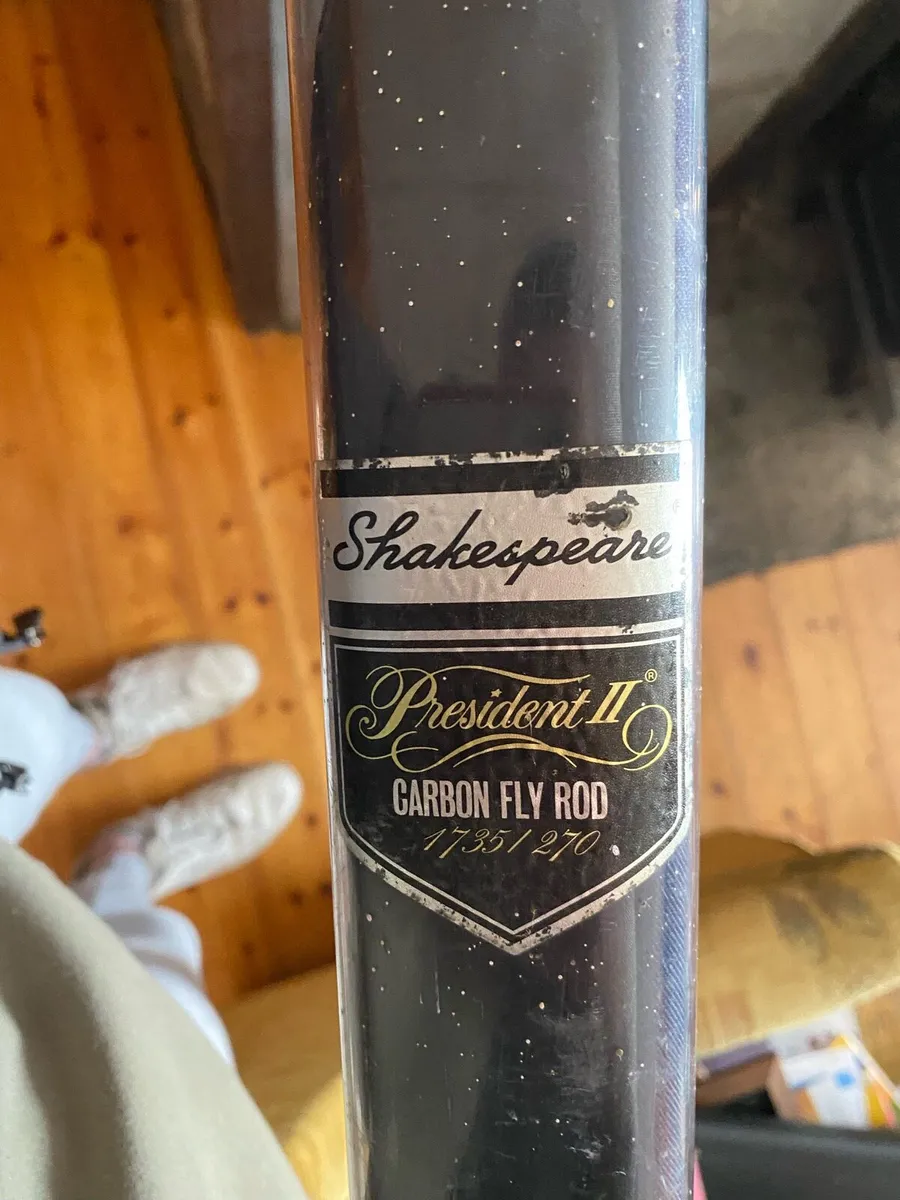 Shakespeare
President II®
CARBON FLY ROD
1735/270